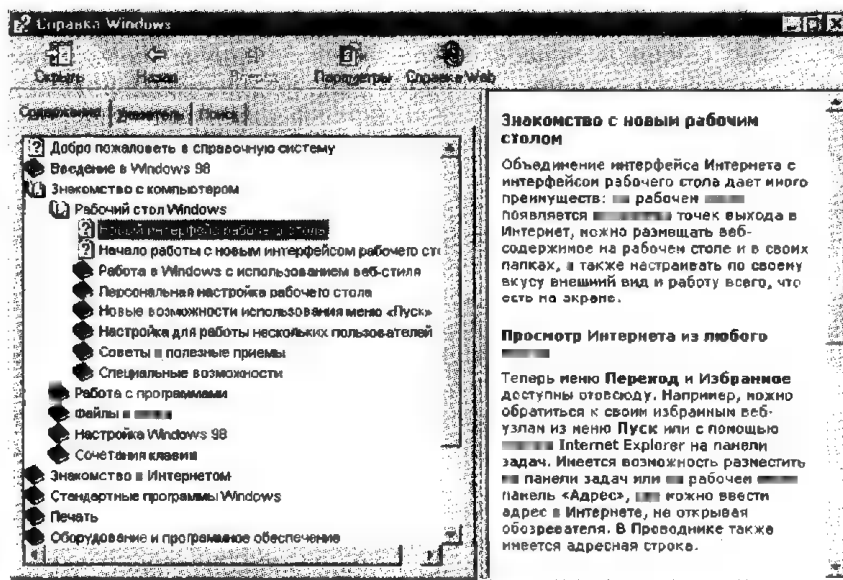 Справка Windows
Скрыть Назад Параметры Справка Web
Содержание Указатель Поиск
Добро пожаловать в справочную систему
Введение в Windows 98
Знакомство с компьютером
Рабочий стол Windows
Новый интерфейс рабочего стола
Начало работы с новым интерфейсом рабочего сто
Работа в Windows с использованием веб-стиля
Персональная настройка рабочего стола
Новые возможности использования меню «Пуск»
Настройка для работы нескольких пользователей
Советы и полезные приемы
Специальные возможности
Работа с программами
Файлы и
Настройка Windows 98
Сочетания клавиш
Знакомство с Интернетом
Стандартные программы Windows
Печать
Оборудование и программное обеспечение
Знакомство с новым рабочим
столом
Объединение интерфейса Интернета с
интерфейсом рабочего стола дает много
преимуществ: рабочем
появляется точек выхода в
Интернет, можно размещать веб-
содержимое на рабочем столе и в своих
папках, а также настраивать по своему
вкусу внешний вид и работу всего, что
есть на экране.
Просмотр Интернета из любого
Теперь меню Переход и Избранное
доступны отовсюду. Например, можно
обратиться к своим избранным веб-
узлам из меню Пуск или с помощью
Internet Explorer на панели
задач. Имеется возможность разместить
панели задач или рабочем
панель «Адрес», можно ввести
адрес в Интернете, не открывая
обозревателя. В Проводнике также
имеется адресная строка.